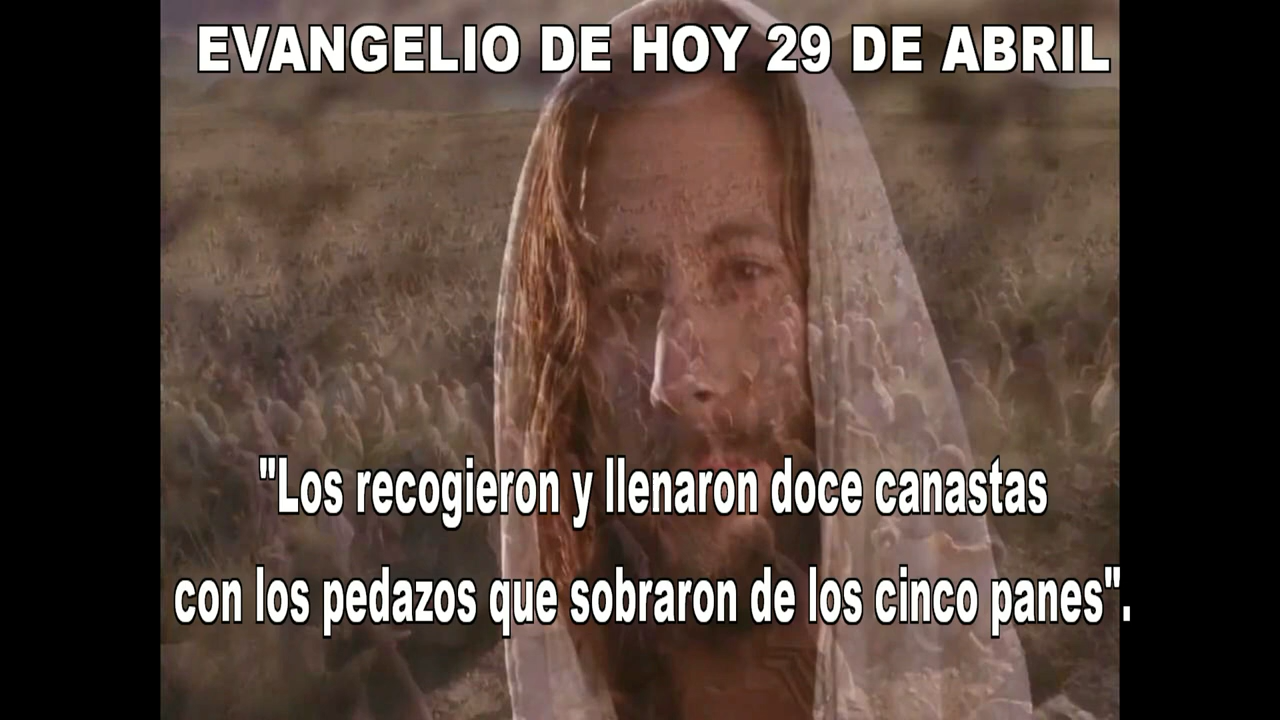 EVANGELIO DE HOY 29 DE ABRIL
"Los recogieron y llenaron doce canastas
con los pedazos que sobraron de los cinco panes".